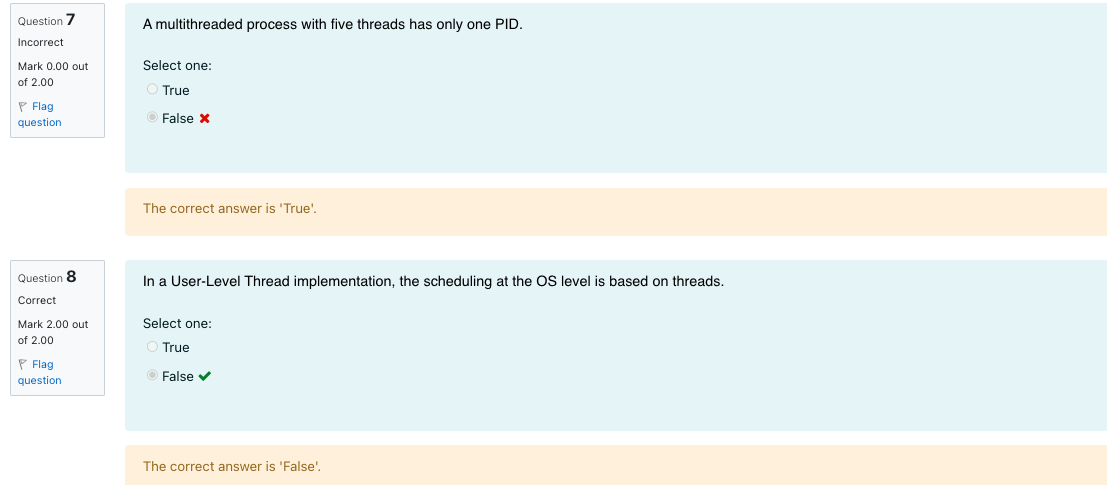 Question 7
Incorrect
Mark 0.00 out
of 2.00
Flag
question
A multithreaded process with five threads has only one PID.
Select one:
True
False
The correct answer is 'True'.
Question 8
Correct
Mark 2.00 out
of 2.00
Flag
question
In a User-Level Thread implementation, the scheduling at the OS level is based on threads.
Select one:
True
False
The correct answer is 'False'.